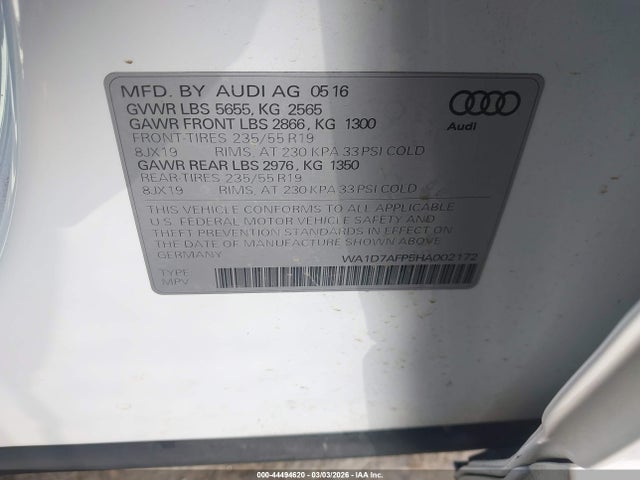 MFD. BY AUDI AG 05 16
GVWR LBS 5655, KG 2565
GAWR FRONT LBS 2866, KG 1300
FRONT-TIRES 235/55 R19
8JX19 RIMS, AT 230 KPA 33 PSI COLD
GAWR REAR LBS 2976, KG 1350
REAR-TIRES 235/55 R19
8JX19 RIMS, AT 230 KPA 33 PSI COLD
Audi
THIS VEHICLE CONFORMS TO ALL APPLICABLE
U.S. FEDERAL MOTOR VEHICLE SAFETY AND
THEFT PREVENTION STANDARDS IN EFFECT ON
THE DATE OF MANUFACTURE SHOWN ABOVE.
GERMANY WA1D7AFP5HA002172
TYPE:
MPV
000-44494620 - 03/03/2026 - IAA Inc.